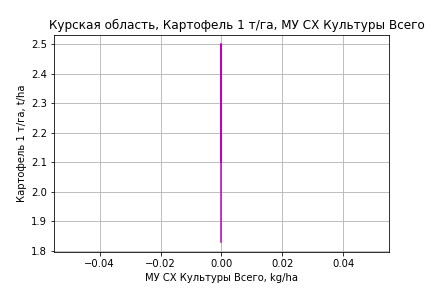 Курская область, Картофель 1 т/га, МУ СХ Культуры Всего
Картофель 1 т/га, t/ha
2.5
2.4
2.3
2.2
2.1
2.0
1.9
1.8
−0.04 −0.02 0.00 0.02 0.04
МУ СХ Культуры Всего, kg/ha